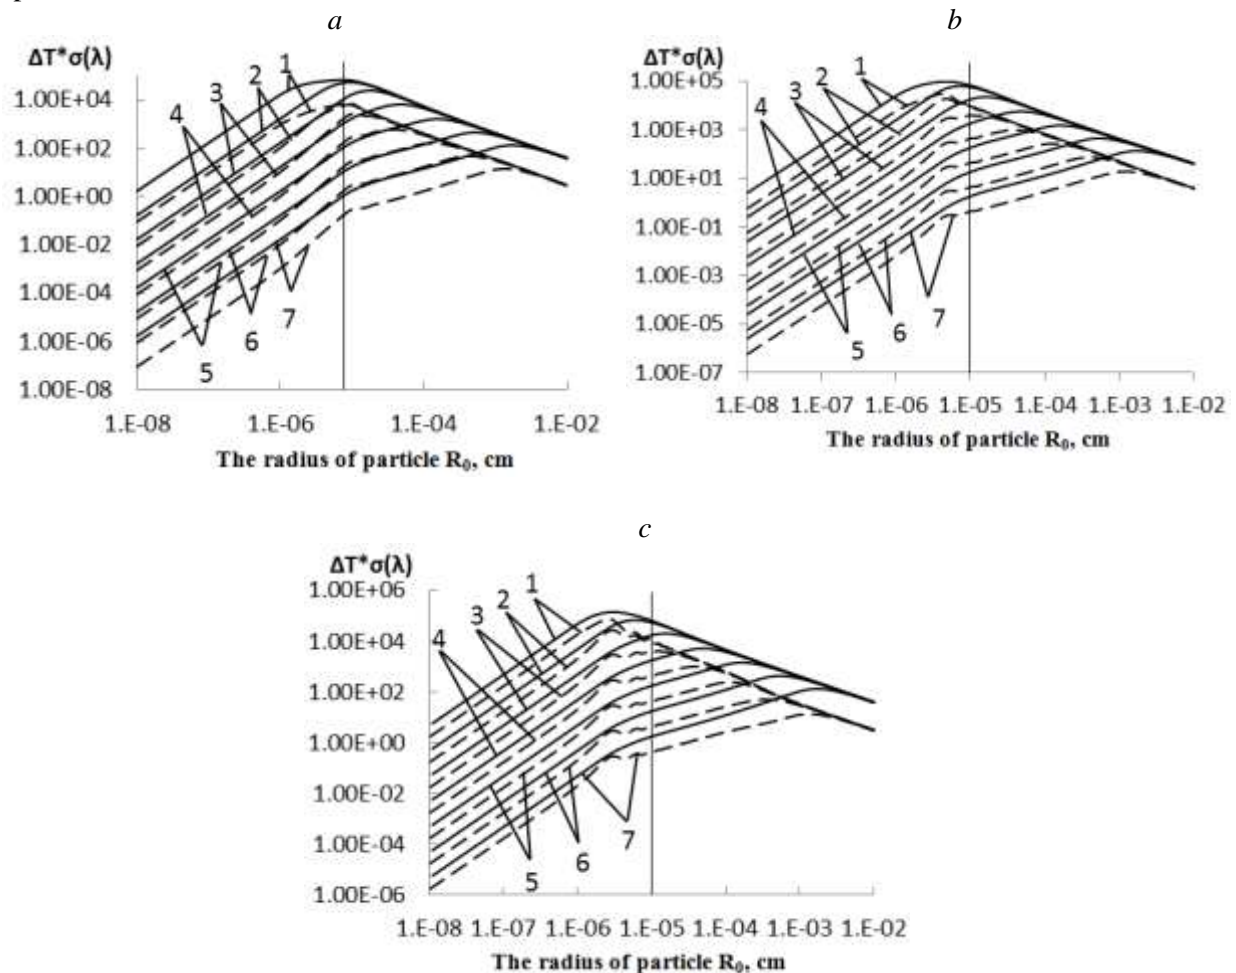 a
ΔT*σ(λ)
1
2
3
4
1.00E+04
1.00E+02
1.00E+00
1.00E-02
1.00E-04
1.00E-06
1.00E-08
5
6
7
1.E-08 1.E-06 1.E-04 1.E-02
The radius of particle R₀, cm
b
ΔT*σ(λ)
1
2
3
4
1.00E+05
1.00E+03
1.00E+01
1.00E-01
1.00E-03
1.00E-05
1.00E-07
5
6
7
1.E-08 1.E-07 1.E-06 1.E-05 1.E-04 1.E-03 1.E-02
The radius of particle R₀, cm
c
ΔT*σ(λ)
1
2
3
4
1.00E+06
1.00E+04
1.00E+02
1.00E+00
1.00E-02
1.00E-04
1.00E-06
5
6
7
1.E-08 1.E-07 1.E-06 1.E-05 1.E-04 1.E-03 1.E-02
The radius of particle R₀, cm